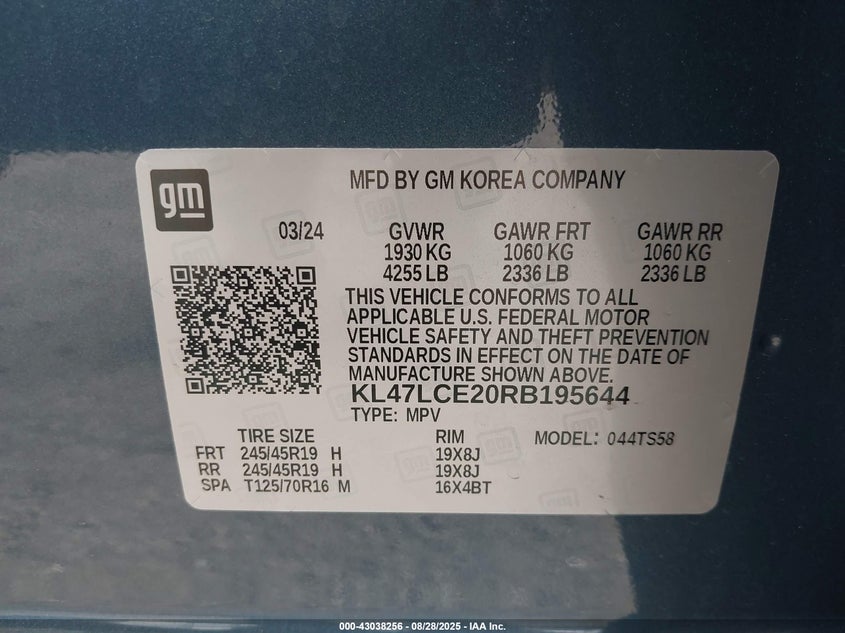 gm
MFD BY GM KOREA COMPANY
03/24 GVWR GAWR FRT GAWR RR
1930 KG 1060 KG 1060 KG
4255 LB 2336 LB 2336 LB
THIS VEHICLE CONFORMS TO ALL
APPLICABLE U.S. FEDERAL MOTOR
VEHICLE SAFETY AND THEFT PREVENTION
STANDARDS IN EFFECT ON THE DATE OF
MANUFACTURE SHOWN ABOVE.
KL47LCE20RB195644
TYPE: MPV
TIRE SIZE RIM MODEL: 044TS58
FRT 245/45R19 H 19X8J
RR 245/45R19 H 19X8J
SPA T125/70R16 M 16X4BT
000-43038256 - 08/28/2025 - IAA Inc.